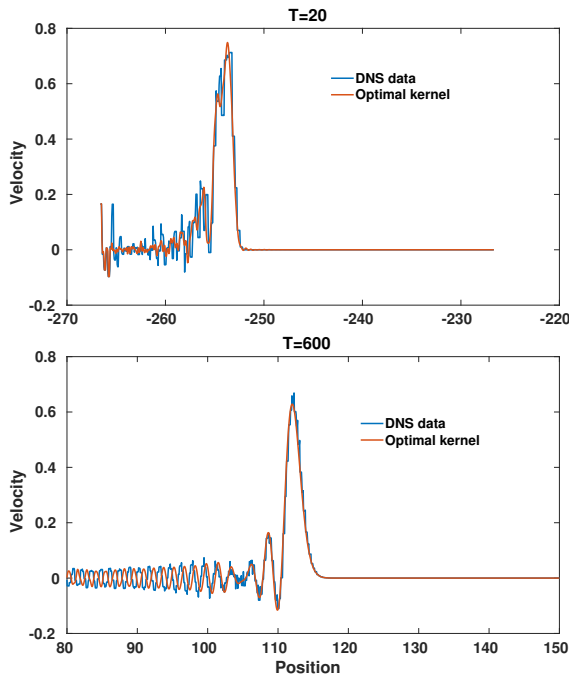 T=20
0.8
0.6
0.4
0.2
0
-0.2
Velocity
DNS data
Optimal kernel
-270 -260 -250 -240 -230 -220
T=600
0.8
0.6
0.4
0.2
0
-0.2
Velocity
DNS data
Optimal kernel
80 90 100 110 120 130 140 150
Position